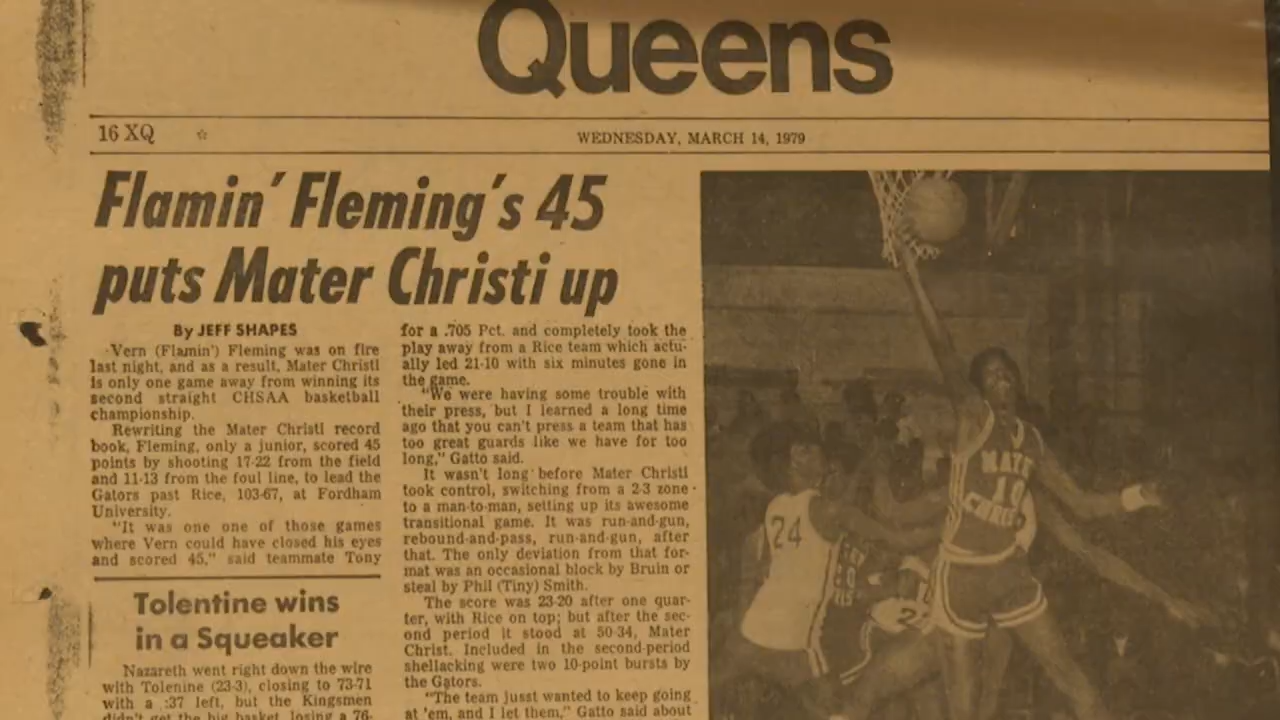 Queens
16 XQ
WEDNESDAY, MARCH 14, 1979
Flamin' Fleming's 45
puts Mater Christi up
By JEFF SHAPES
Vern (Flamin') Fleming was on fire
last night, and as a result, Mater Christi
is only one game away from winning its
second straight CHSAA basketball
championship.
Rewriting the Mater Christi record
book, Fleming, only a junior, scored 45
points by shooting 17-22 from the field
and 11-13 from the foul line, to lead the
Gators past Rice, 103-67, at Fordham
University.
"It was one one of those games
where Vern could have closed his eyes
and scored 45," said teammate Tony
Tolentine wins
in a Squeaker
Nazareth went right down the wire
with Tolenine (23-3), closing to 73-71
with a :37 left, but the Kingsmen
didn't get the big basket, losing a 76-
for a .705 Pct. and completely took the
play away from a Rice team which actu-
ally led 21-10 with six minutes gone in
the game.
"We were having some trouble with
their press, but I learned a long time
ago that you can't press a team that has
too great guards like we have for too
long," Gatto said.
It wasn't long before Mater Christi
took control, switching from a 2-3 zone
to a man-to-man, setting up its awesome
transitional game. It was run-and-gun,
rebound-and-pass, run-and-gun, after
that. The only deviation from that for-
mat was an occasional block by Bruin or
steal by Phil (Tiny) Smith.
The score was 23-20 after one quar-
ter, with Rice on top; but after the sec-
ond period it stood at 50-34, Mater
Christ. Included in the second-period
shellacking were two 10-point bursts by
the Gators.
"The team jusst wanted to keep going
at 'em, and I let them," Gatto said about
24
MATE
10
CHRIS
2